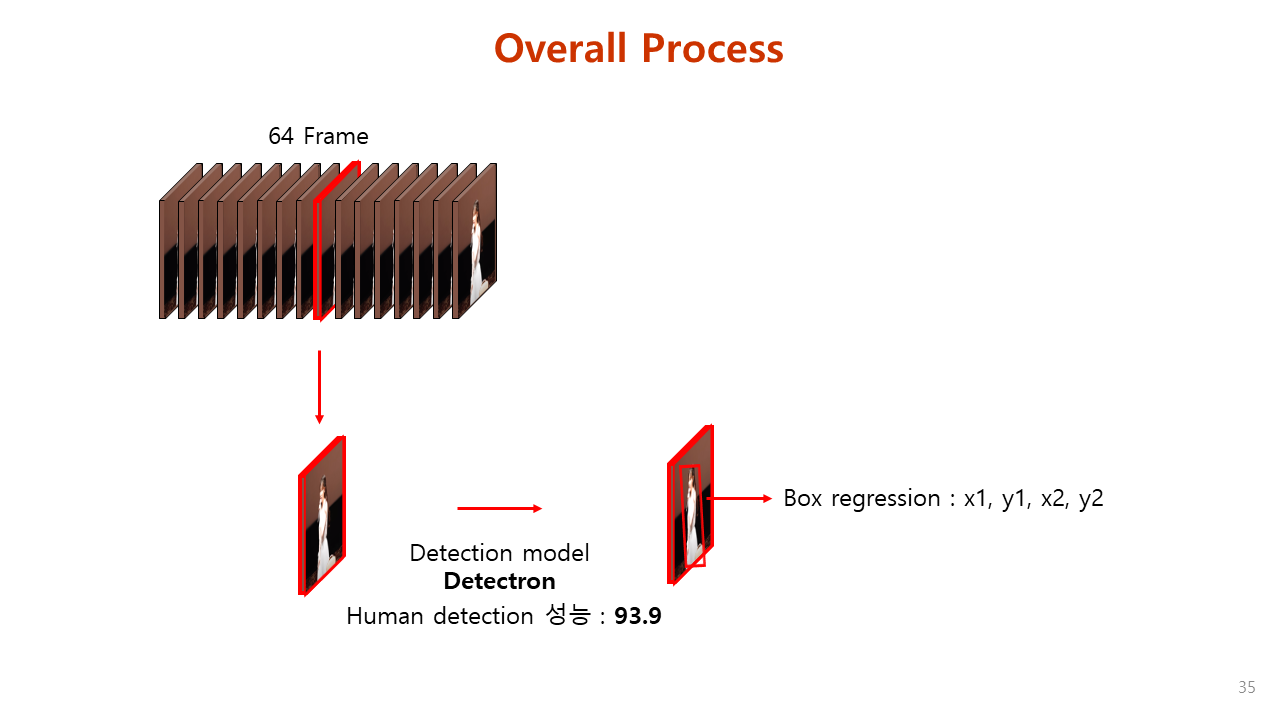 Overall Process
64 Frame
Box regression : x1, y1, x2, y2
Detection model
Detectron
Human detection 성능 : 93.9
35